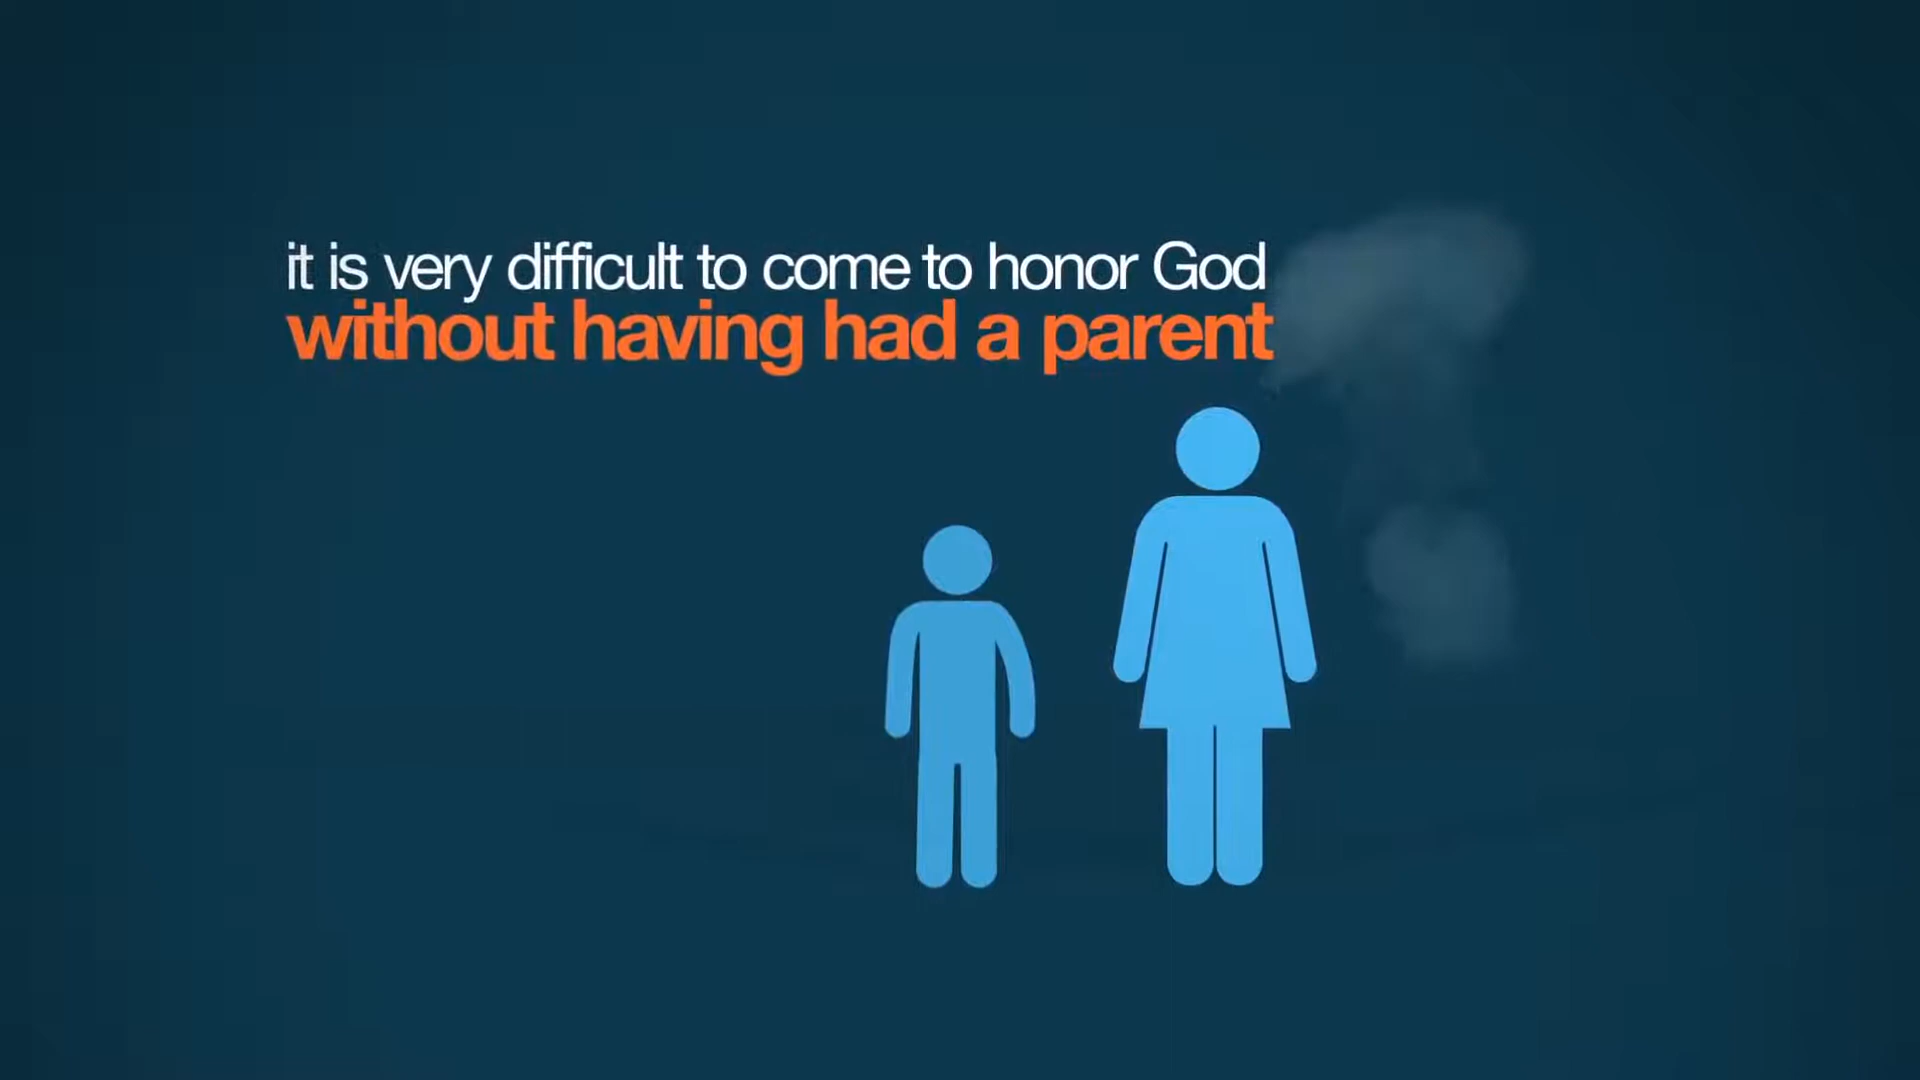 it is very difficult to come to honor God
without having had a parent